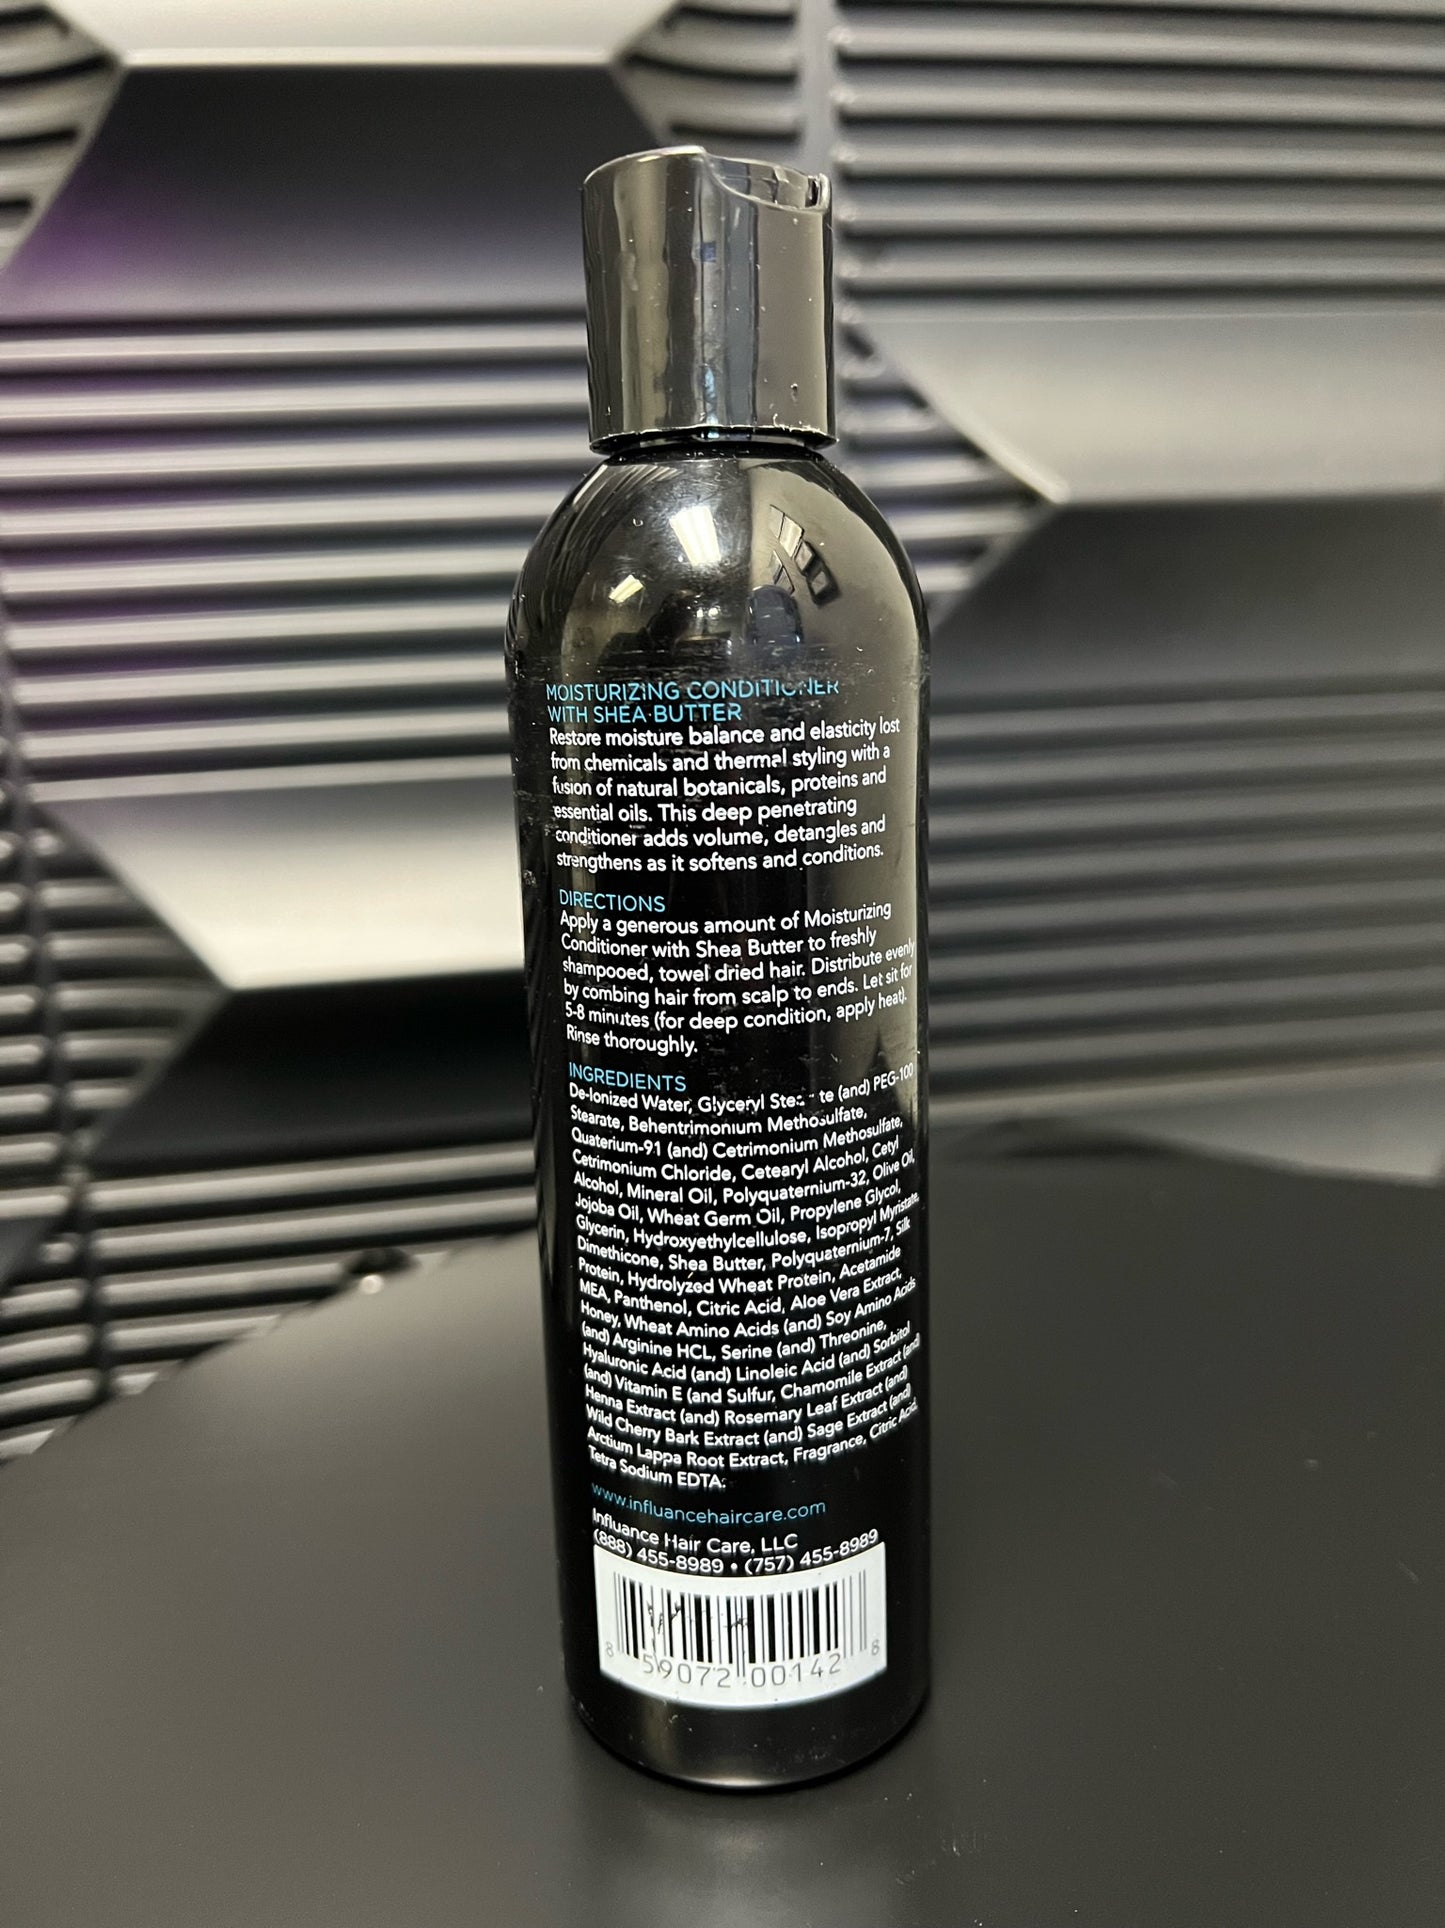 MOISTURIZING CONDITIONER
WITH SHEA BUTTER
Restore moisture balance and elasticity lost
from chemicals and thermal styling with a
fusion of natural botanicals, proteins and
essential oils. This deep penetrating
conditioner adds volume, detangles and
strengthens as it softens and conditions.
DIRECTIONS
Apply a generous amount of Moisturizing
Conditioner with Shea Butter to freshly
shampooed, towel dried hair. Distribute evenly
by combing hair from scalp to ends. Let sit for
5-8 minutes (for deep condition, apply heat).
Rinse thoroughly.
INGREDIENTS
De-Ionized Water, Glyceryl Stearate (and) PEG-100
Stearate, Behentrimonium Methosulfate,
Quaterium-91 (and) Cetrimonium Methosulfate,
Cetrimonium Chloride, Cetearyl Alcohol, Cetyl
Alcohol, Mineral Oil, Polyquaternium-32, Olive Oil,
Jojoba Oil, Wheat Germ Oil, Propylene Glycol,
Glycerin, Hydroxyethylcellulose, Isopropyl Myristate,
Dimethicone, Shea Butter, Polyquaternium-7, Silk
Protein, Hydrolyzed Wheat Protein, Acetamide
MEA, Panthenol, Citric Acid, Aloe Vera Extract,
Honey, Wheat Amino Acids (and) Soy Amino Acids
(and) Arginine HCL, Serine (and) Threonine,
Hyaluronic Acid (and) Linoleic Acid (and) Sorbitol
(and) Vitamin E (and Sulfur, Chamomile Extract (and)
Henna Extract (and) Rosemary Leaf Extract (and)
Wild Cherry Bark Extract (and) Sage Extract (and)
Arctium Lappa Root Extract, Fragrance, Citric Acid,
Tetra Sodium EDTA.
www.influancehaircare.com
Influance Hair Care, LLC
(888) 455-8989 • (757) 455-8989
8 59072 00142 8